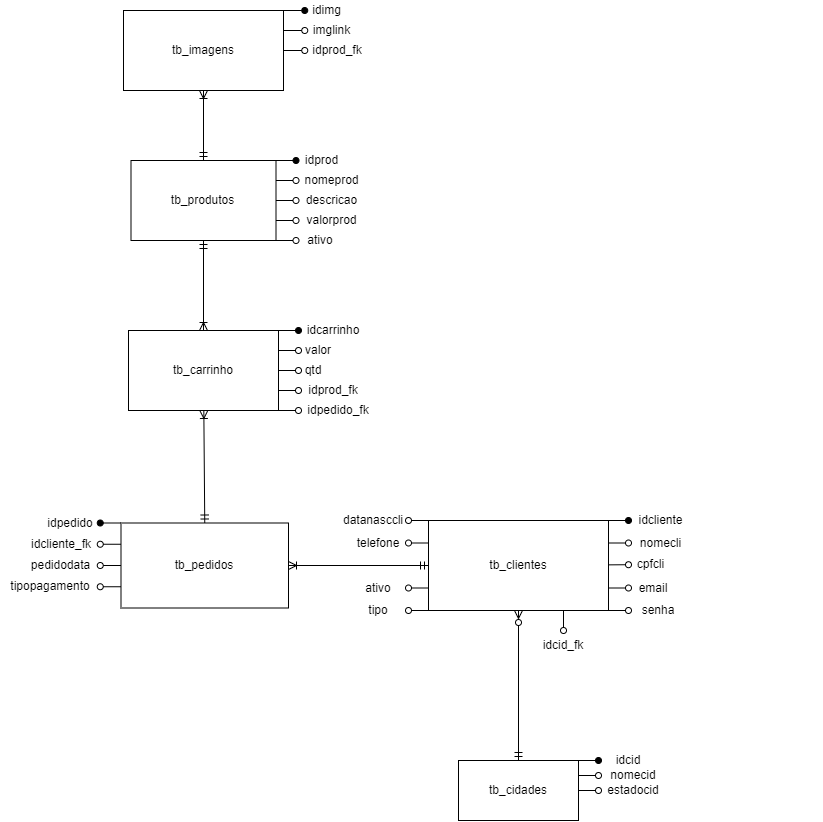 idimg
imglink
tb_imagens
idprod_fk
idprod
nomeprod
tb_produtos
descricao
valorprod
ativo
idcarrinho
valor
tb_carrinho
qtd
idprod_fk
idpedido_fk
idpedido
idcliente_fk
pedidodata
tipopagamento
tb_pedidos
datanasccli
telefone
ativo
tipo
tb_clientes
idcliente
nomecli
cpfcli
email
senha
idcid_fk
idcid
nomecid
tb_cidades
estadocid